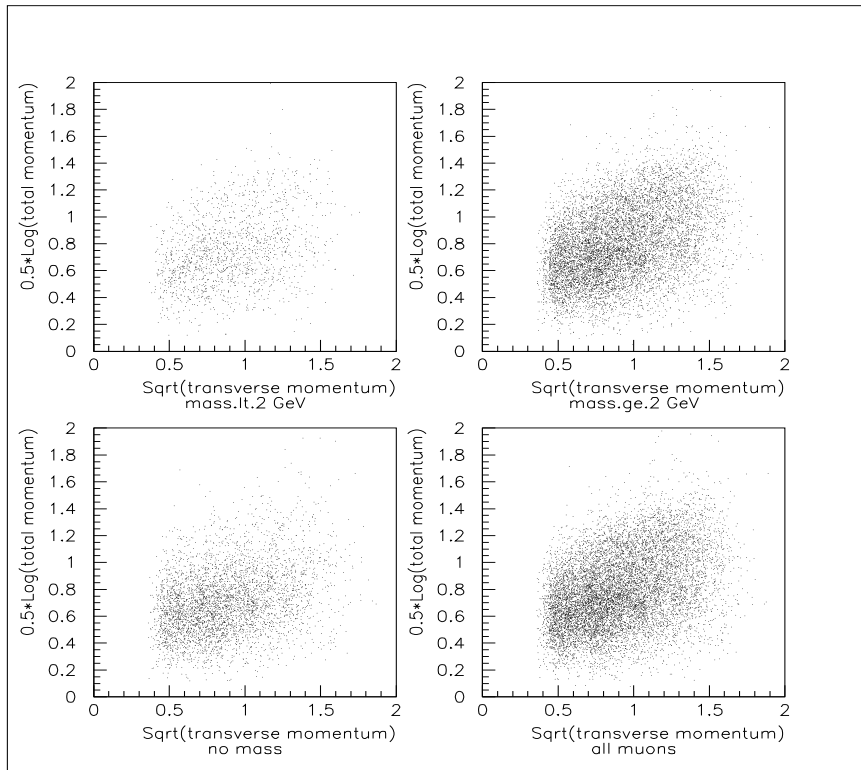 2
1.8
1.6
1.4
1.2
1
0.8
0.6
0.4
0.2
0
0.5*Log(total momentum)
0 0.5 1 1.5 2
Sqrt(transverse momentum)
mass.lt.2 GeV
2
1.8
1.6
1.4
1.2
1
0.8
0.6
0.4
0.2
0
0.5*Log(total momentum)
0 0.5 1 1.5 2
Sqrt(transverse momentum)
mass.ge.2 GeV
2
1.8
1.6
1.4
1.2
1
0.8
0.6
0.4
0.2
0
0.5*Log(total momentum)
0 0.5 1 1.5 2
Sqrt(transverse momentum)
no mass
2
1.8
1.6
1.4
1.2
1
0.8
0.6
0.4
0.2
0
0.5*Log(total momentum)
0 0.5 1 1.5 2
Sqrt(transverse momentum)
all muons